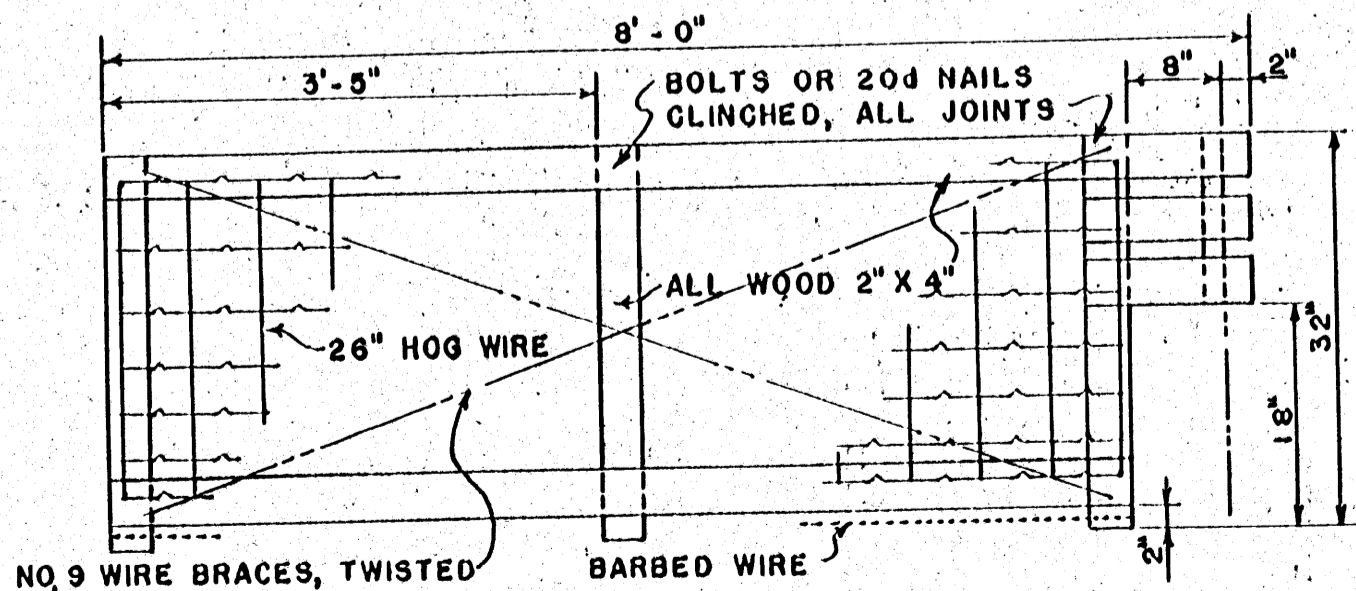 8' - 0"
3' - 5"
8"
2"
BOLTS OR 20d NAILS
CLINCHED, ALL JOINTS
ALL WOOD 2" X 4"
26" HOG WIRE
32"
18"
2"
NO. 9 WIRE BRACES, TWISTED
BARBED WIRE